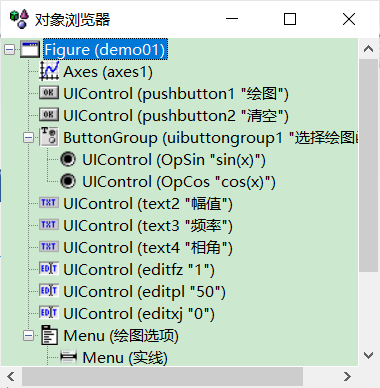 对象浏览器
Figure (demo01)
Axes (axes1)
OK UIControl (pushbutton1 "绘图")
OK UIControl (pushbutton2 "清空")
ButtonGroup (uibuttongroup1 "选择绘图
UIControl (OpSin "sin(x)")
UIControl (OpCos "cos(x)")
TXT UIControl (text2 "幅值")
TXT UIControl (text3 "频率")
TXT UIControl (text4 "相角")
EDIT UIControl (editfz "1")
EDIT UIControl (editpl "50")
EDIT UIControl (editxj "0")
Menu (绘图选项)
Menu (实线)